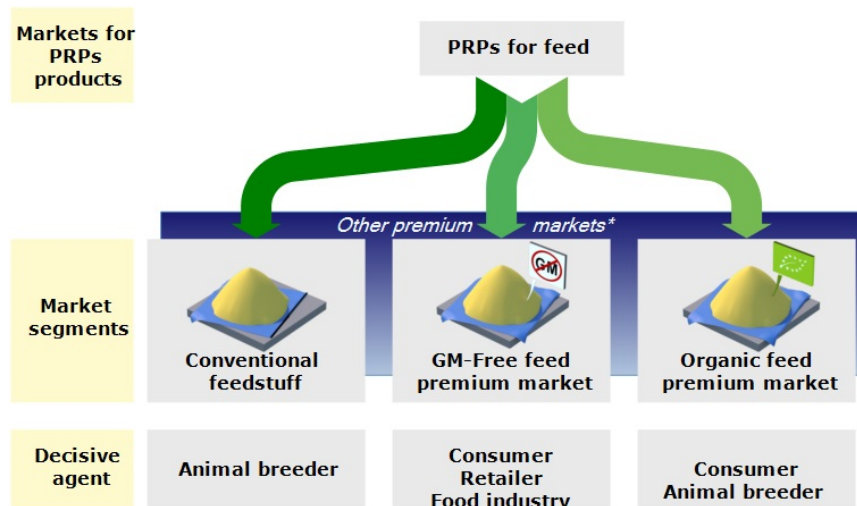 Markets for
PRPs
products
PRPs for feed
Other premium markets*
Market
segments
GM
Conventional
feedstuff
GM-Free feed
premium market
Organic feed
premium market
Decisive
agent
Animal breeder
Consumer
Retailer
Food industry
Consumer
Animal breeder